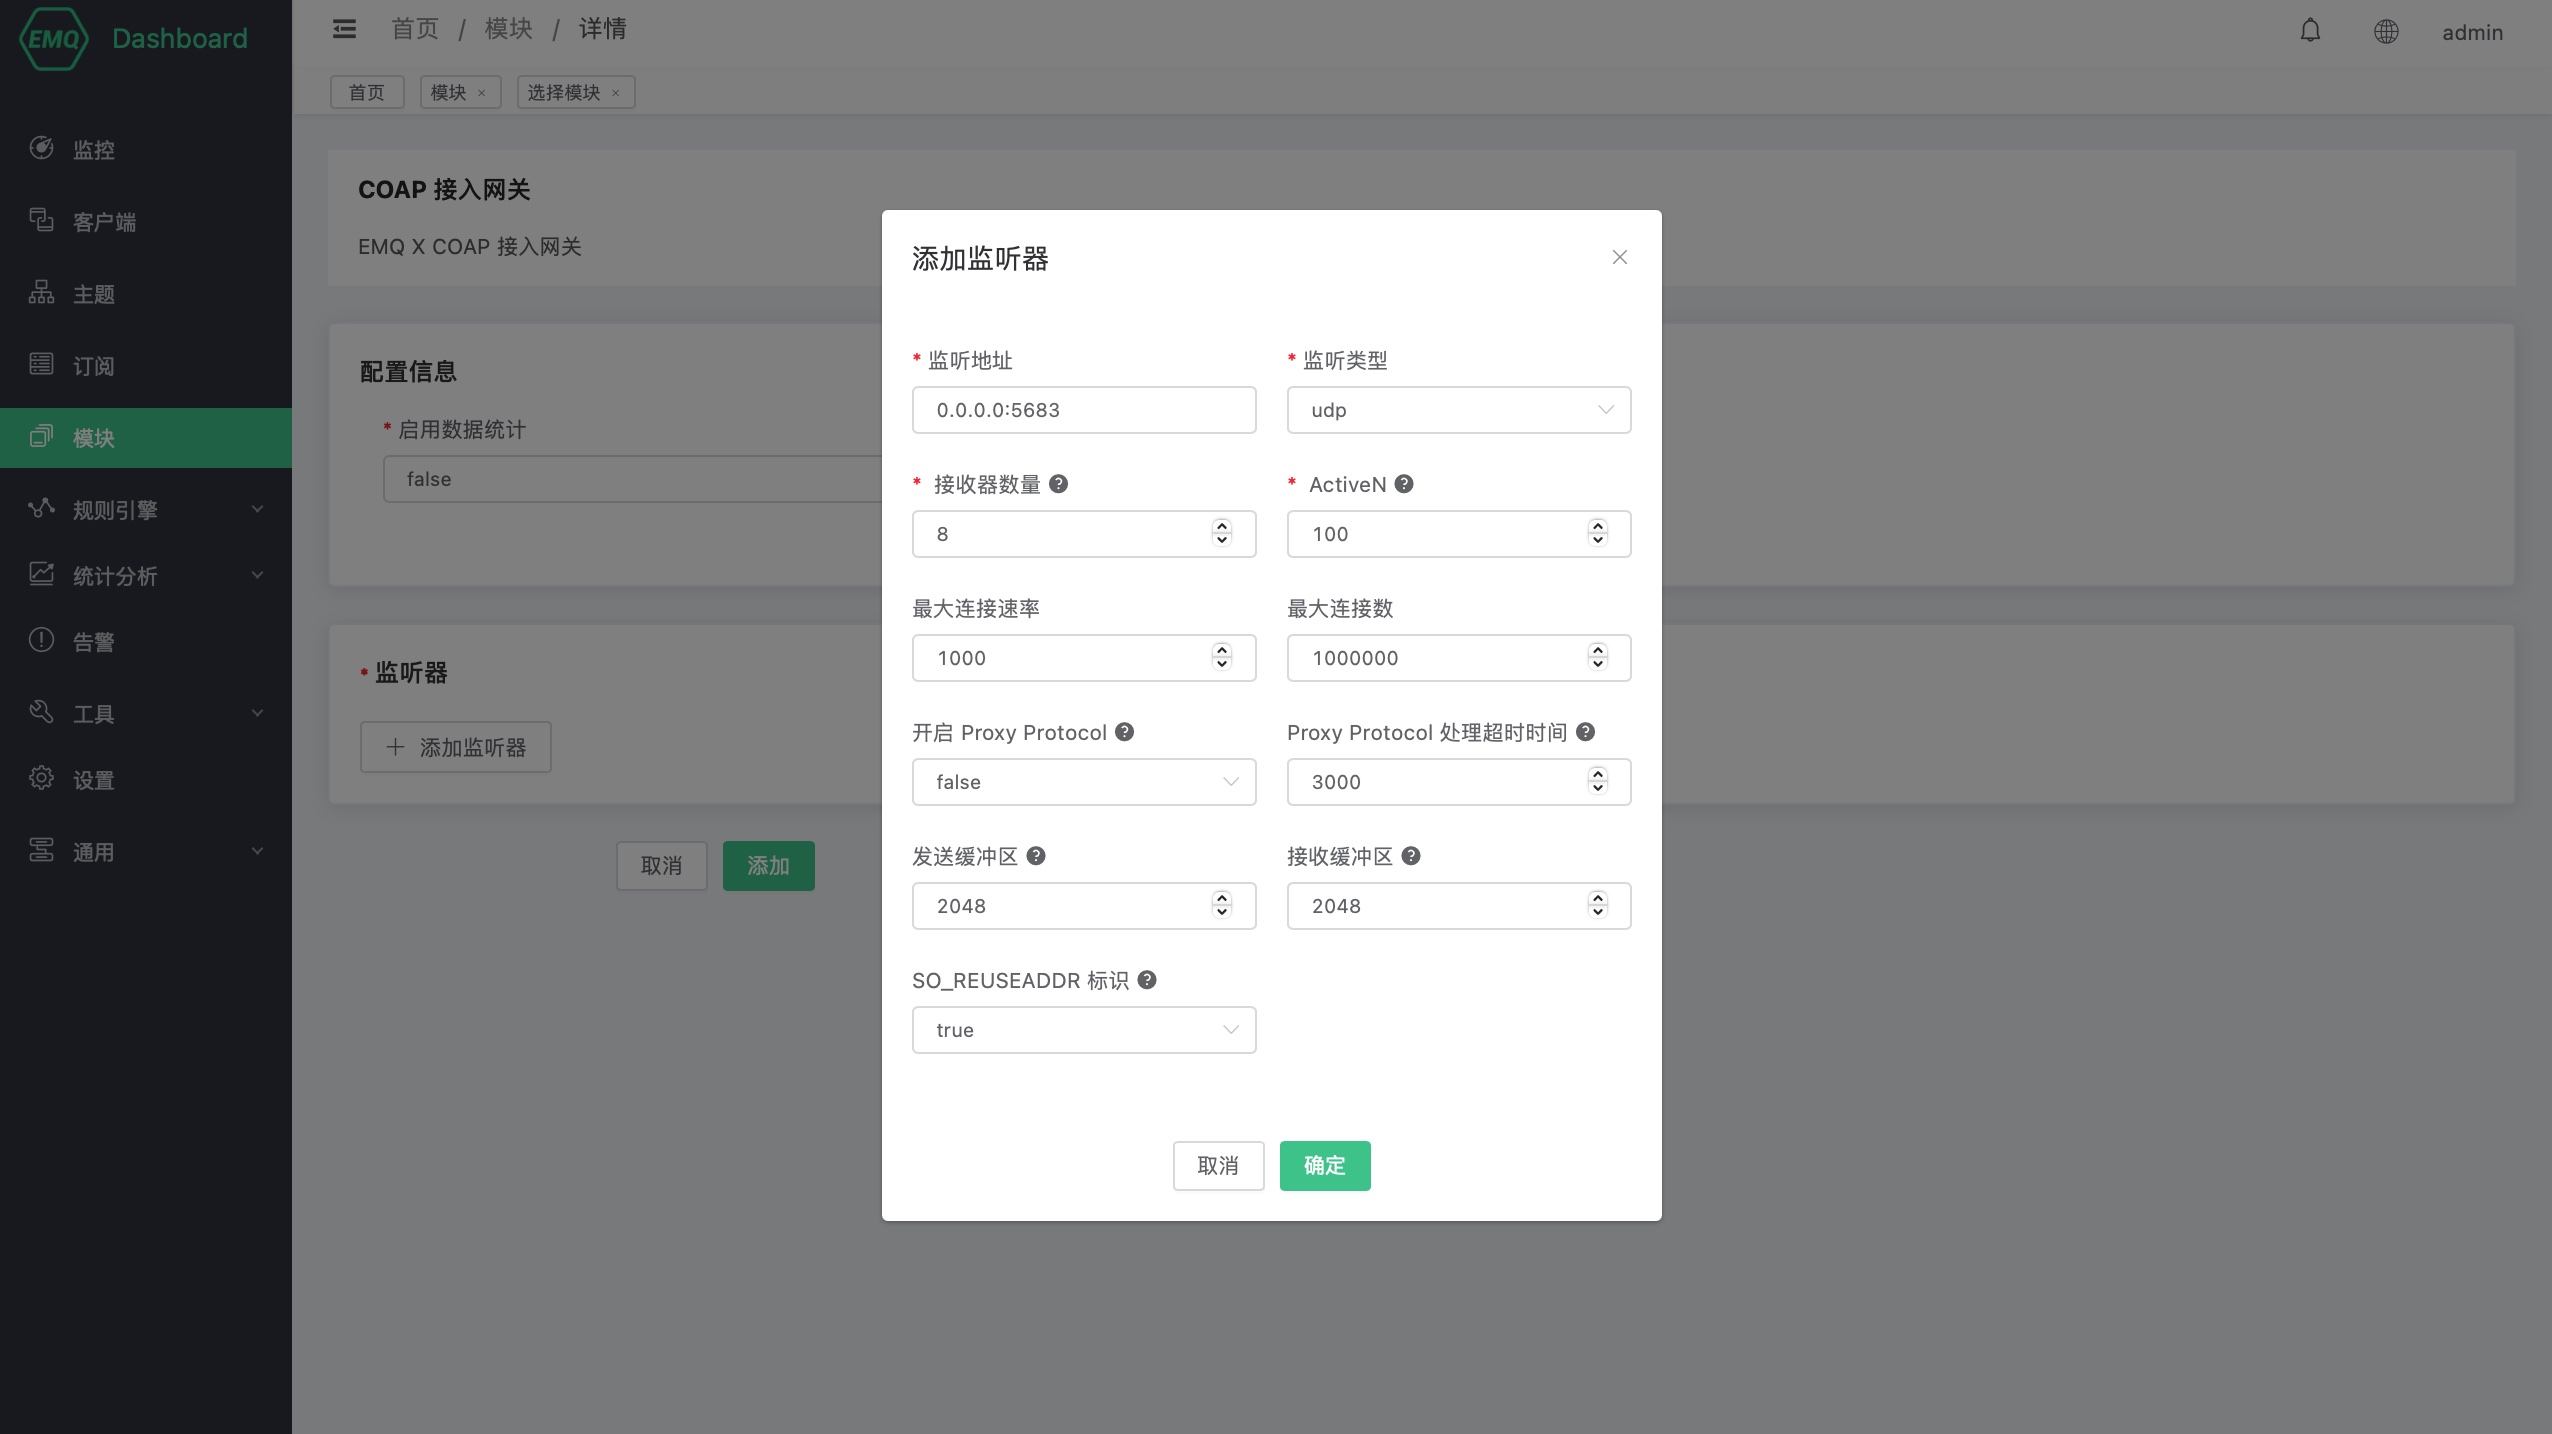 EMQ Dashboard
首页 / 模块 / 详情
admin
首页
模块 ×
选择模块 ×
监控
客户端
主题
订阅
模块
规则引擎
统计分析
告警
工具
设置
通用
COAP 接入网关
EMQ X COAP 接入网关
配置信息
* 启用数据统计
false
* 监听器
+ 添加监听器
取消
添加
添加监听器
* 监听地址
0.0.0.0:5683
* 监听类型
udp
* 接收器数量 ?
8
* ActiveN ?
100
最大连接速率
1000
最大连接数
1000000
开启 Proxy Protocol ?
false
Proxy Protocol 处理超时时间 ?
3000
发送缓冲区 ?
2048
接收缓冲区 ?
2048
SO_REUSEADDR 标识 ?
true
取消
确定